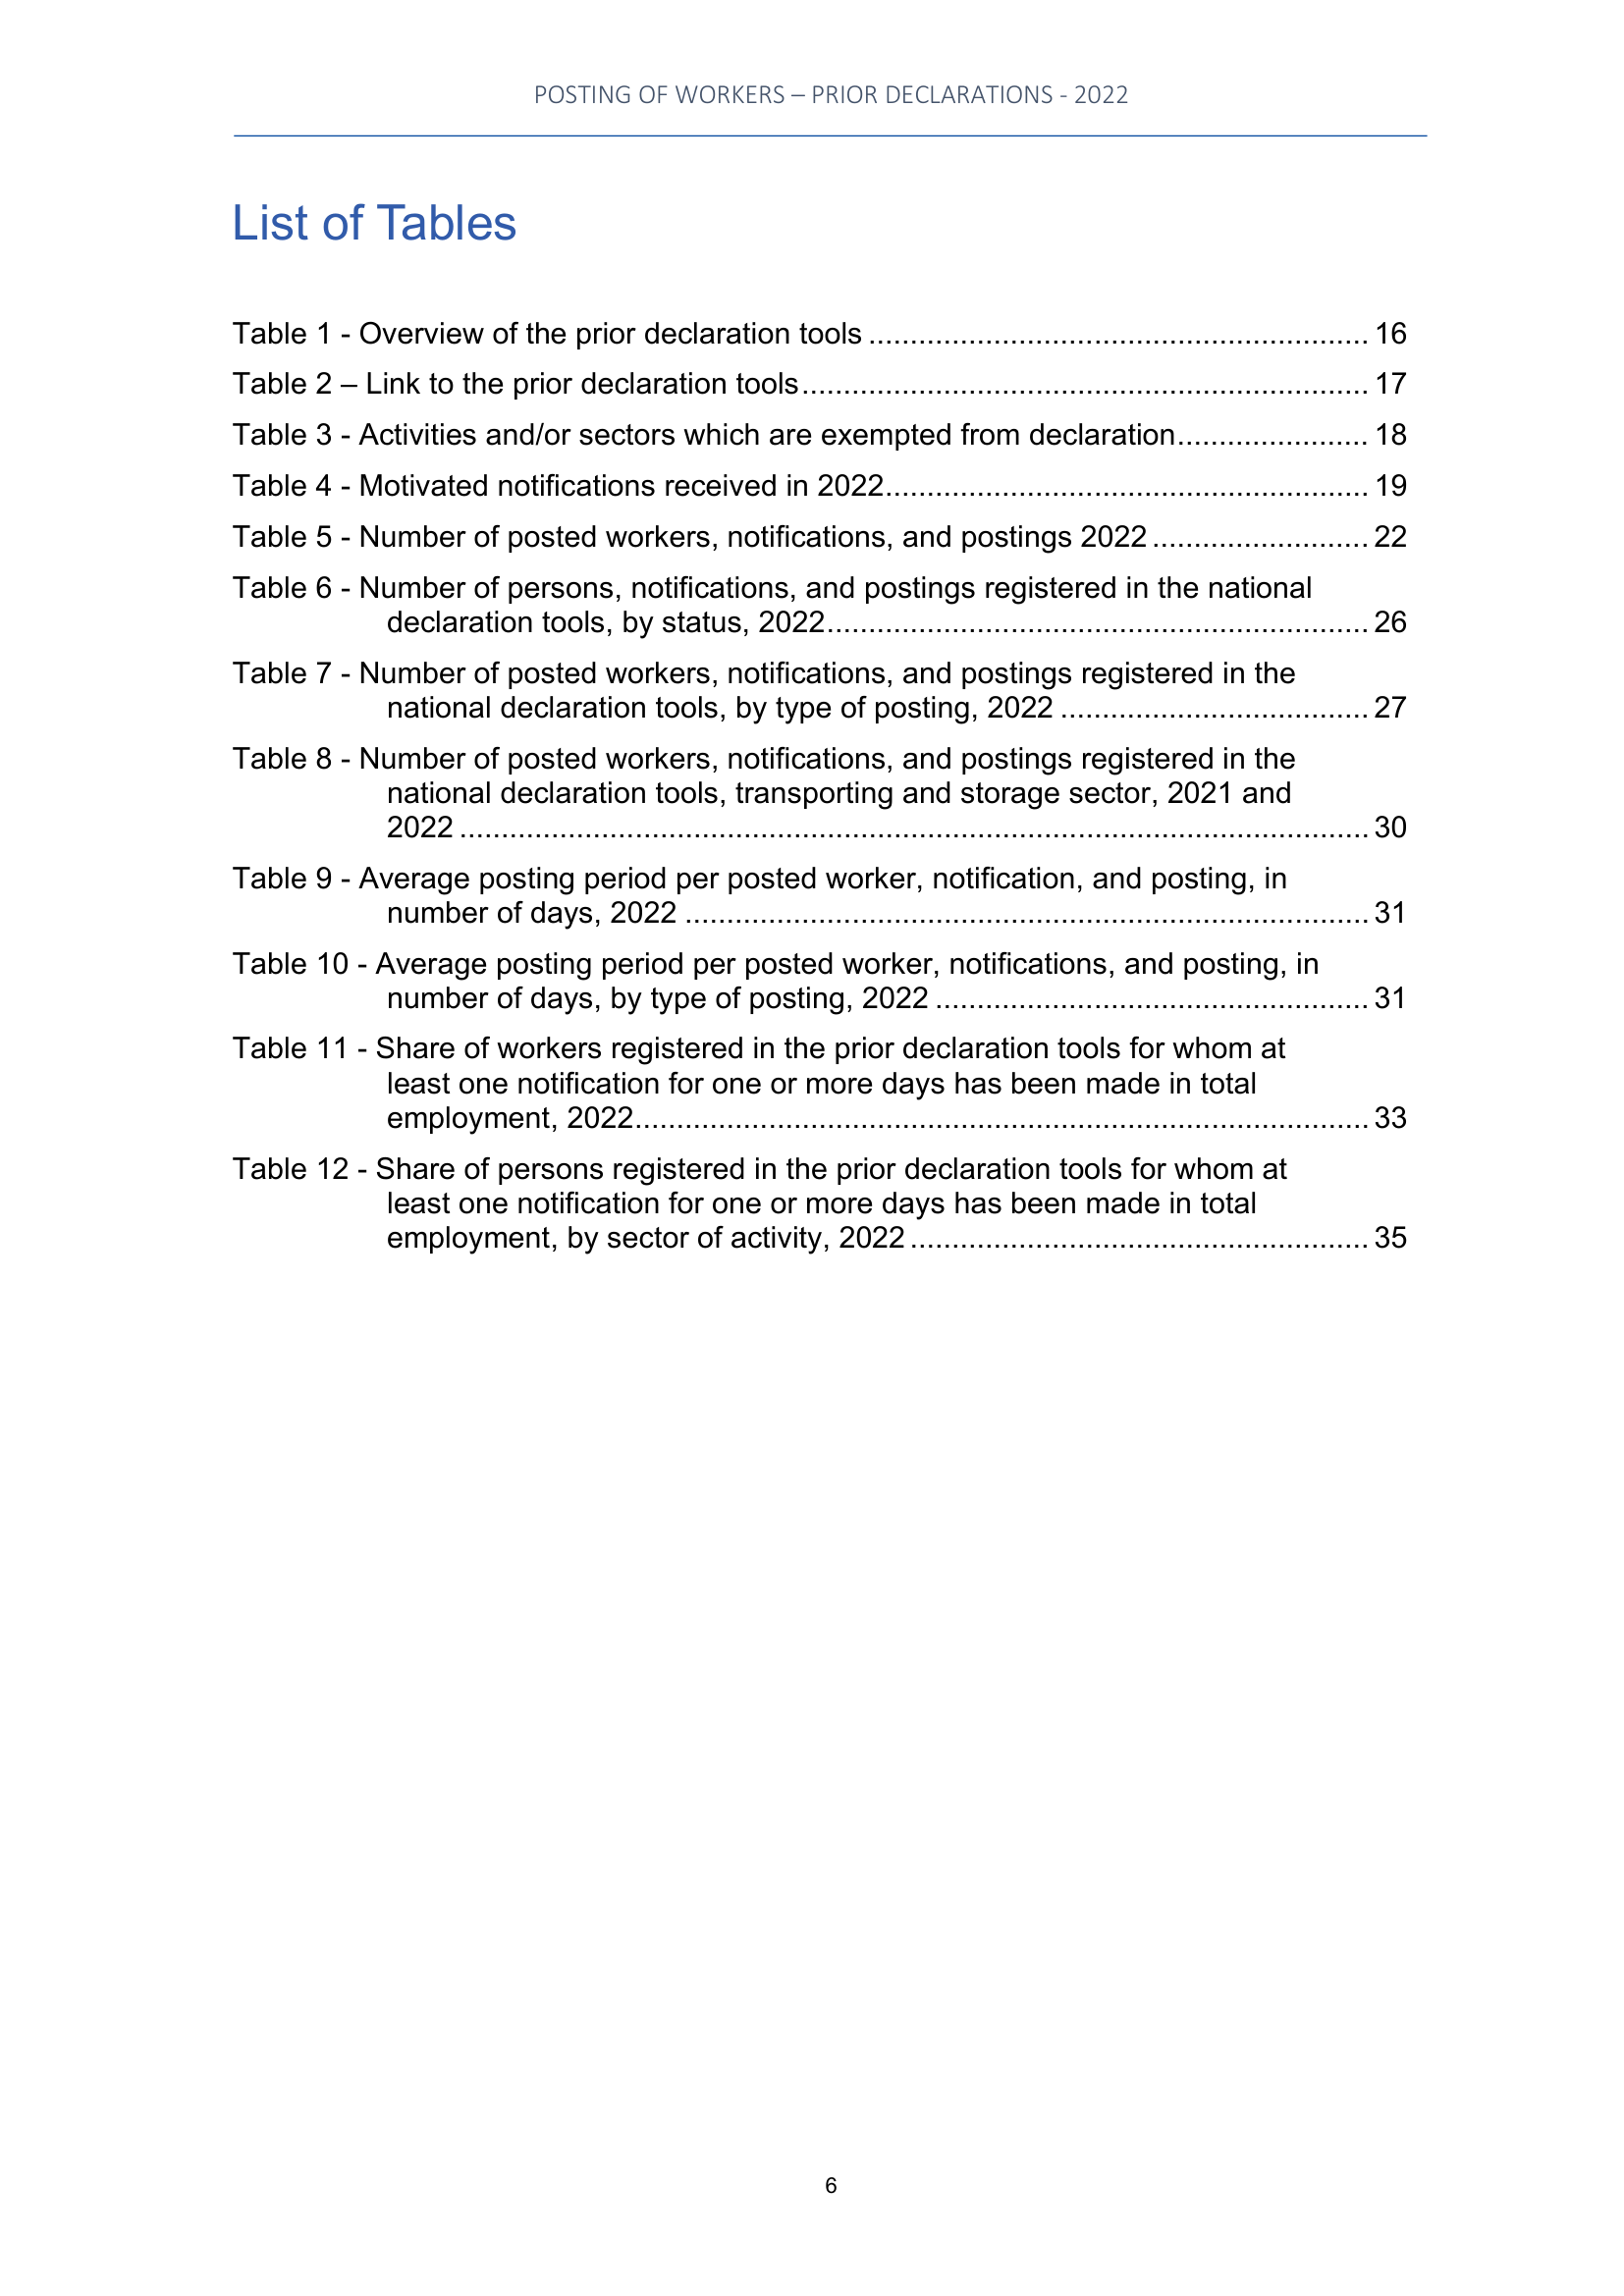 POSTING OF WORKERS – PRIOR DECLARATIONS - 2022
List of Tables
Table 1 - Overview of the prior declaration tools ............................................................ 16
Table 2 – Link to the prior declaration tools.................................................................... 17
Table 3 - Activities and/or sectors which are exempted from declaration....................... 18
Table 4 - Motivated notifications received in 2022.......................................................... 19
Table 5 - Number of posted workers, notifications, and postings 2022 .......................... 22
Table 6 - Number of persons, notifications, and postings registered in the national
declaration tools, by status, 2022................................................................. 26
Table 7 - Number of posted workers, notifications, and postings registered in the
national declaration tools, by type of posting, 2022 ..................................... 27
Table 8 - Number of posted workers, notifications, and postings registered in the
national declaration tools, transporting and storage sector, 2021 and
2022 ............................................................................................................. 30
Table 9 - Average posting period per posted worker, notification, and posting, in
number of days, 2022 .................................................................................. 31
Table 10 - Average posting period per posted worker, notifications, and posting, in
number of days, by type of posting, 2022 .................................................... 31
Table 11 - Share of workers registered in the prior declaration tools for whom at
least one notification for one or more days has been made in total
employment, 2022........................................................................................ 33
Table 12 - Share of persons registered in the prior declaration tools for whom at
least one notification for one or more days has been made in total
employment, by sector of activity, 2022 ....................................................... 35
6